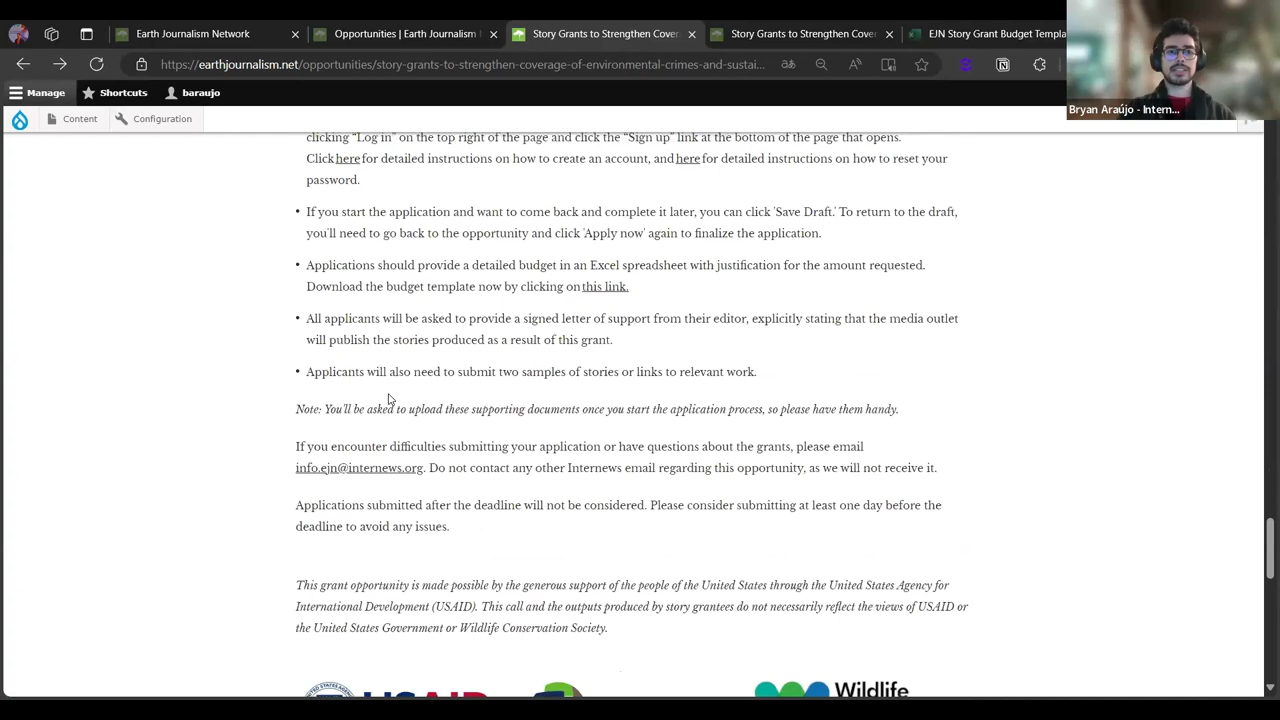 Earth Journalism Network
Opportunities | Earth Journalism
Story Grants to Strengthen Cover
Story Grants to Strengthen Cove
EJN Story Grant Budget Templa
https://earthjournalism.net/opportunities/story-grants-to-strengthen-coverage-of-environmental-crimes-and-sustai...
Manage
Shortcuts
baraujo
Bryan Araújo - Intern...
Content
Configuration
clicking “Log in” on the top right of the page and click the “Sign up” link at the bottom of the page that opens.
Click here for detailed instructions on how to create an account, and here for detailed instructions on how to reset your
password.
• If you start the application and want to come back and complete it later, you can click 'Save Draft.' To return to the draft,
you'll need to go back to the opportunity and click 'Apply now' again to finalize the application.
• Applications should provide a detailed budget in an Excel spreadsheet with justification for the amount requested.
Download the budget template now by clicking on this link.
• All applicants will be asked to provide a signed letter of support from their editor, explicitly stating that the media outlet
will publish the stories produced as a result of this grant.
• Applicants will also need to submit two samples of stories or links to relevant work.
Note: You'll be asked to upload these supporting documents once you start the application process, so please have them handy.
If you encounter difficulties submitting your application or have questions about the grants, please email
info.ejn@internews.org. Do not contact any other Internews email regarding this opportunity, as we will not receive it.
Applications submitted after the deadline will not be considered. Please consider submitting at least one day before the
deadline to avoid any issues.
This grant opportunity is made possible by the generous support of the people of the United States through the United States Agency for
International Development (USAID). This call and the outputs produced by story grantees do not necessarily reflect the views of USAID or
the United States Government or Wildlife Conservation Society.
USAID
Wildlife